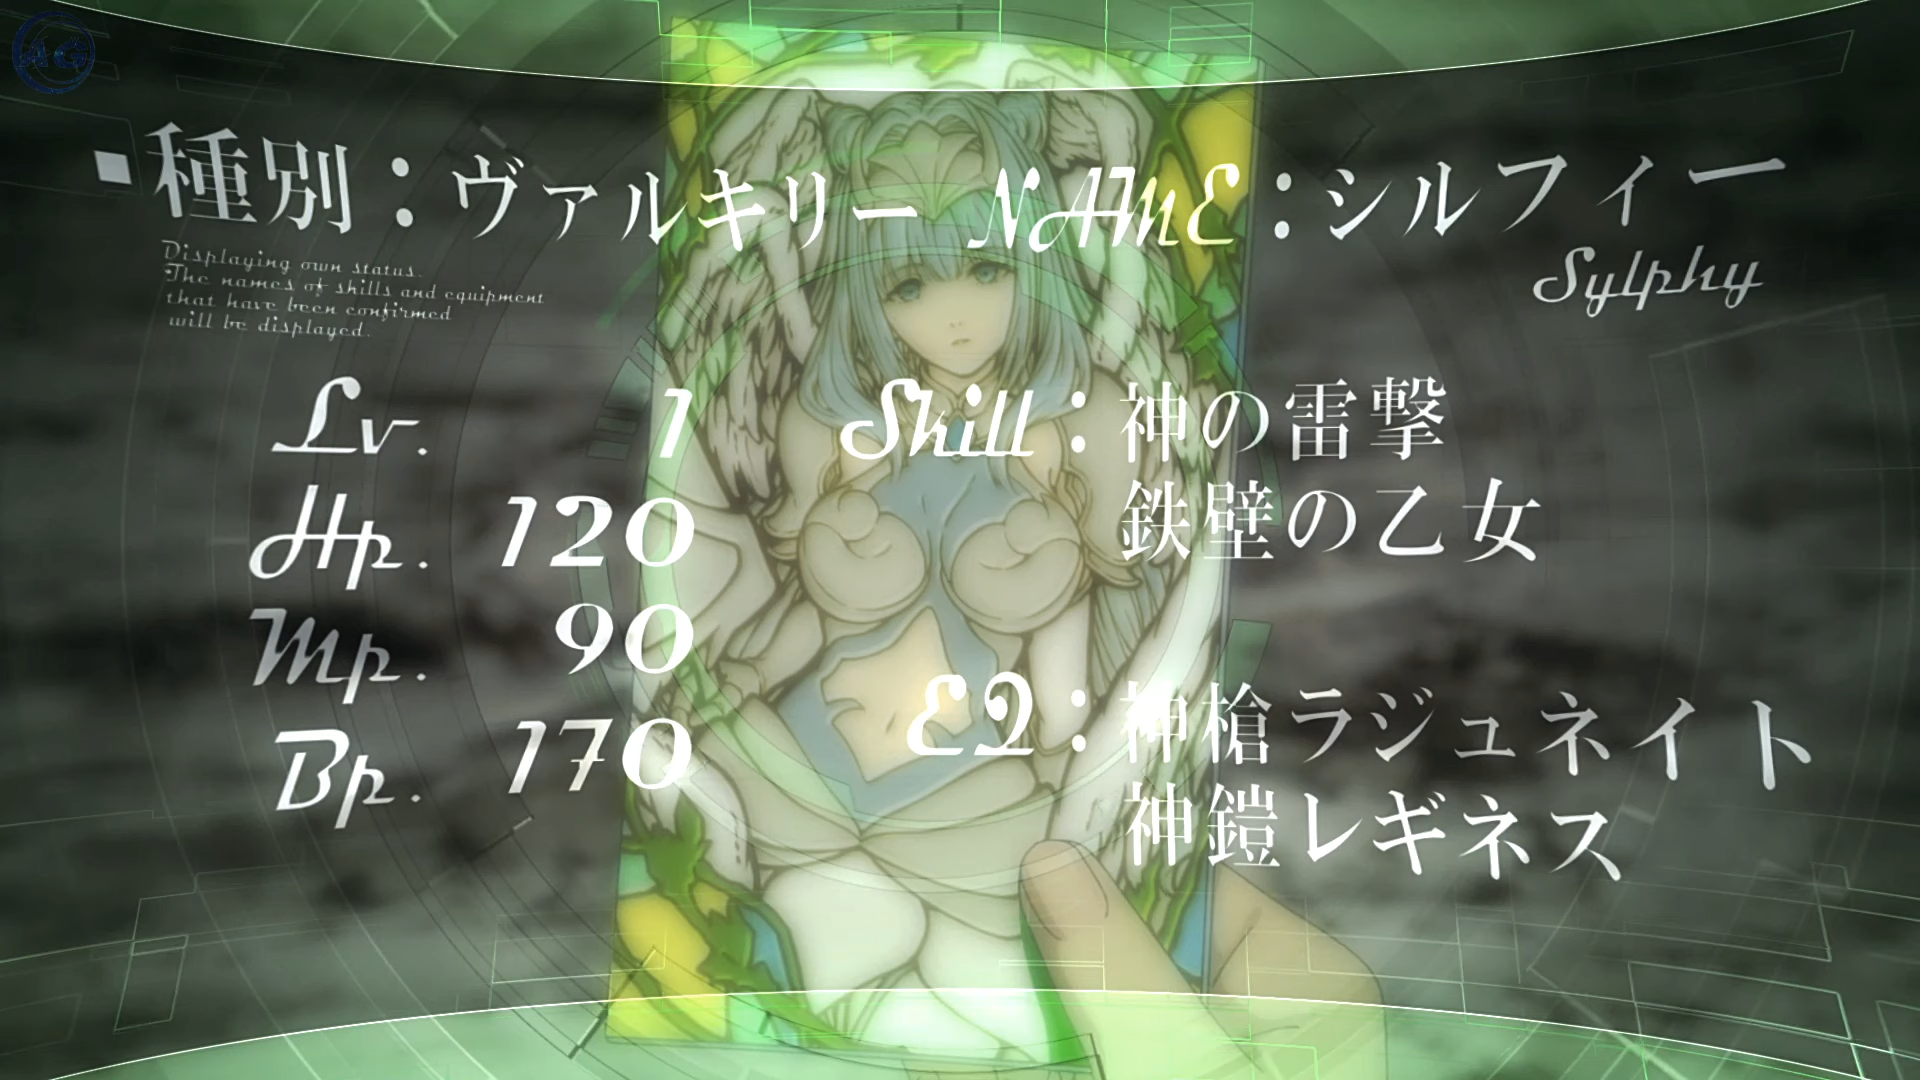 AG
■種別：ヴァルキリー NAME：シルフィー
Sylphy
Displaying own status.
The names of skills and equipment
that have been confirmed
will be displayed.
Lv. 1
Hp. 120
Mp. 90
Bp. 170
Skill：神の雷撃
鉄壁の乙女
EQ：神槍ラジュネイト
神鎧レギネス